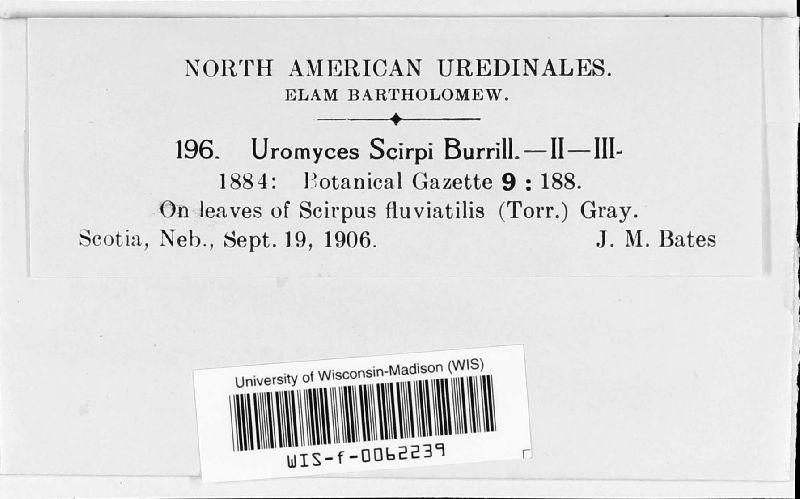 NORTH AMERICAN UREDINALES.
ELAM BARTHOLOMEW.
196. Uromyces Scirpi Burrill.—II—III-
1884: Botanical Gazette 9 : 188.
On leaves of Scirpus fluviatilis (Torr.) Gray.
Scotia, Neb., Sept. 19, 1906. J. M. Bates
University of Wisconsin-Madison (WIS)
WIS-f-0062239